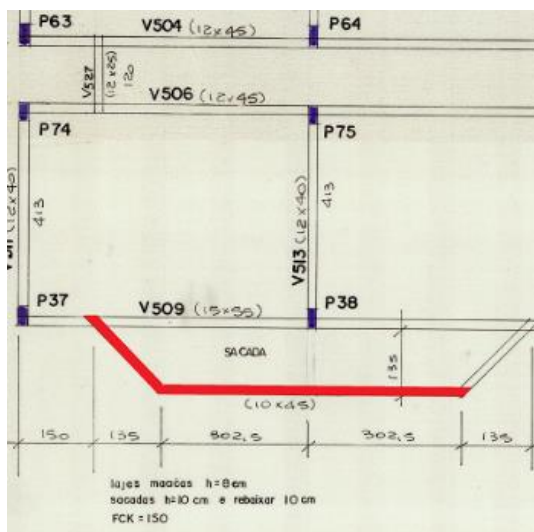 P63
V504 (12x45)
P64
V527
(12x25)
120
V506 (12x45)
P74
P75
413
(12x40)
V513 (12x40)
413
P37
V509 (15x55)
P38
SACADA
135
(10x45)
150
135
302,5
302,5
135
lajes macicas h=8cm
sacadas h=10 cm e rebaixar 10 cm
FCK = 150